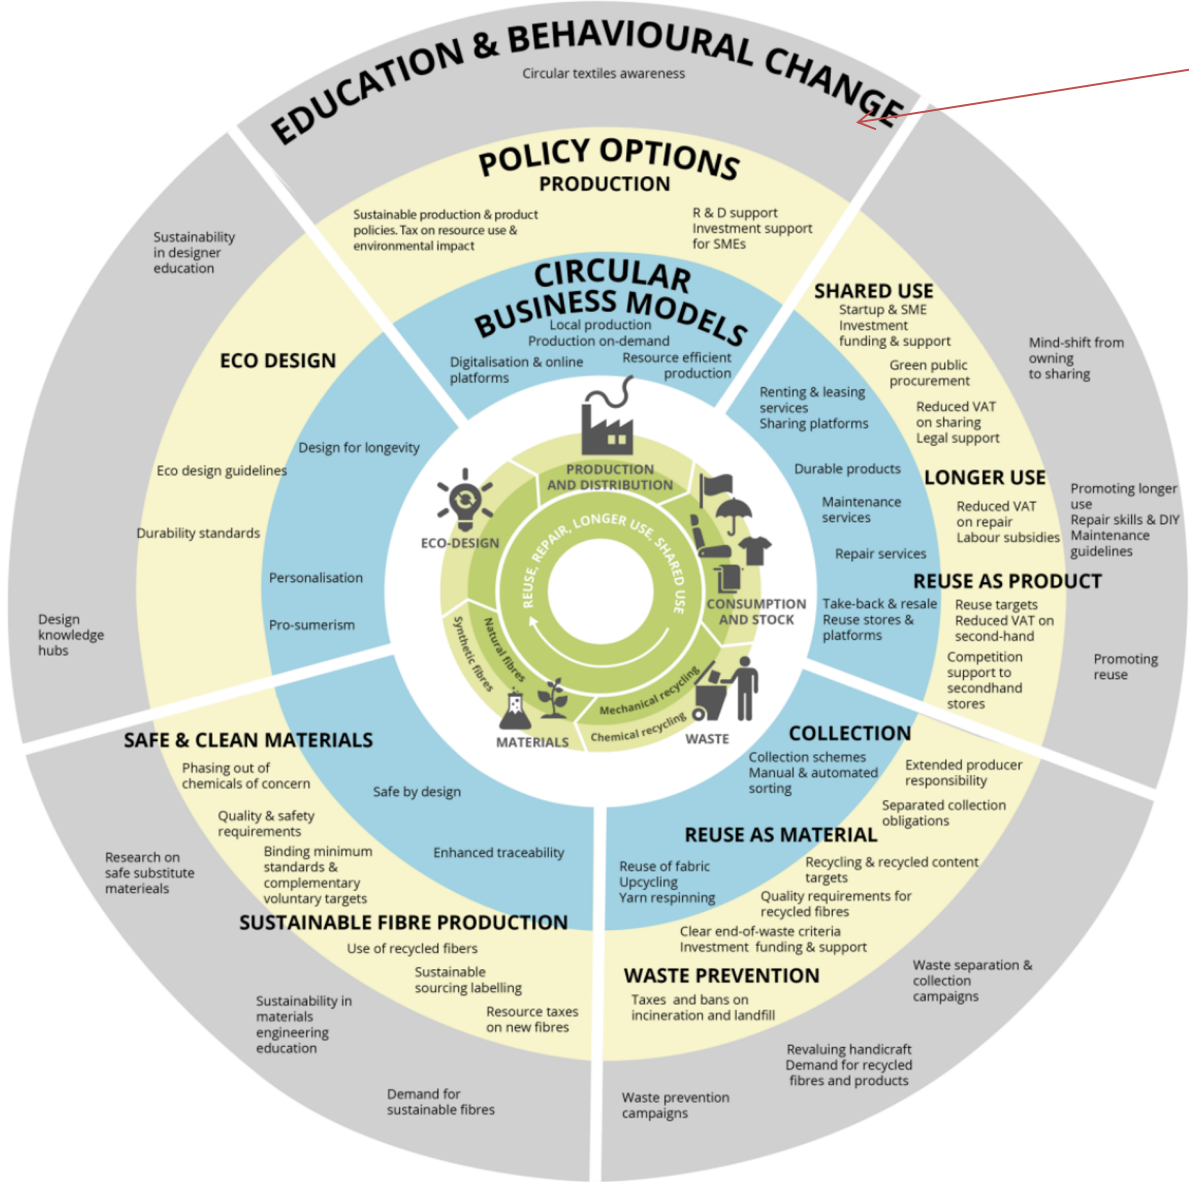 EDUCATION & BEHAVIOURAL CHANGE
Circular textiles awareness
POLICY OPTIONS
PRODUCTION
Sustainable production & product
policies. Tax on resource use &
environmental impact
R & D support
Investment support
for SMEs
CIRCULAR
BUSINESS MODELS
Local production
Production on-demand
Digitalisation & online
platforms
Resource efficient
production
SHARED USE
Startup & SME
Investment
funding & support
Green public
procurement
Reduced VAT
on sharing
Legal support
Renting & leasing
services
Sharing platforms
Mind-shift from
owning
to sharing
Durable products
Maintenance
services
Repair services
LONGER USE
Reduced VAT
on repair
Labour subsidies
Promoting longer
use
Repair skills & DIY
Maintenance
guidelines
REUSE AS PRODUCT
Take-back & resale
Reuse stores &
platforms
Reuse targets
Reduced VAT on
second-hand
Competition
support to
secondhand
stores
Promoting
reuse
COLLECTION
Collection schemes
Manual & automated
sorting
Extended producer
responsibility
Separated collection
obligations
REUSE AS MATERIAL
Reuse of fabric
Upcycling
Yarn respinning
Recycling & recycled content
targets
Quality requirements for
recycled fibres
Clear end-of-waste criteria
Investment funding & support
WASTE PREVENTION
Taxes and bans on
incineration and landfill
Waste separation &
collection
campaigns
Revaluing handicraft
Demand for recycled
fibres and products
Waste prevention
campaigns
SAFE & CLEAN MATERIALS
Phasing out of
chemicals of concern
Quality & safety
requirements
Binding minimum
standards &
complementary
voluntary targets
Safe by design
Enhanced traceability
Research on
safe substitute
matereials
SUSTAINABLE FIBRE PRODUCTION
Use of recycled fibers
Sustainable
sourcing labelling
Resource taxes
on new fibres
Sustainability in
materials
engineering
education
Demand for
sustainable fibres
Sustainability
in designer
education
ECO DESIGN
Design for longevity
Eco design guidelines
Durability standards
Personalisation
Pro-sumerism
Design
knowledge
hubs
PRODUCTION
AND DISTRIBUTION
ECO-DESIGN
REUSE, REPAIR, LONGER USE, SHARED USE
CONSUMPTION
AND STOCK
Synthetic fibres
Natural fibres
Mechanical recycling
Chemical recycling
MATERIALS
WASTE